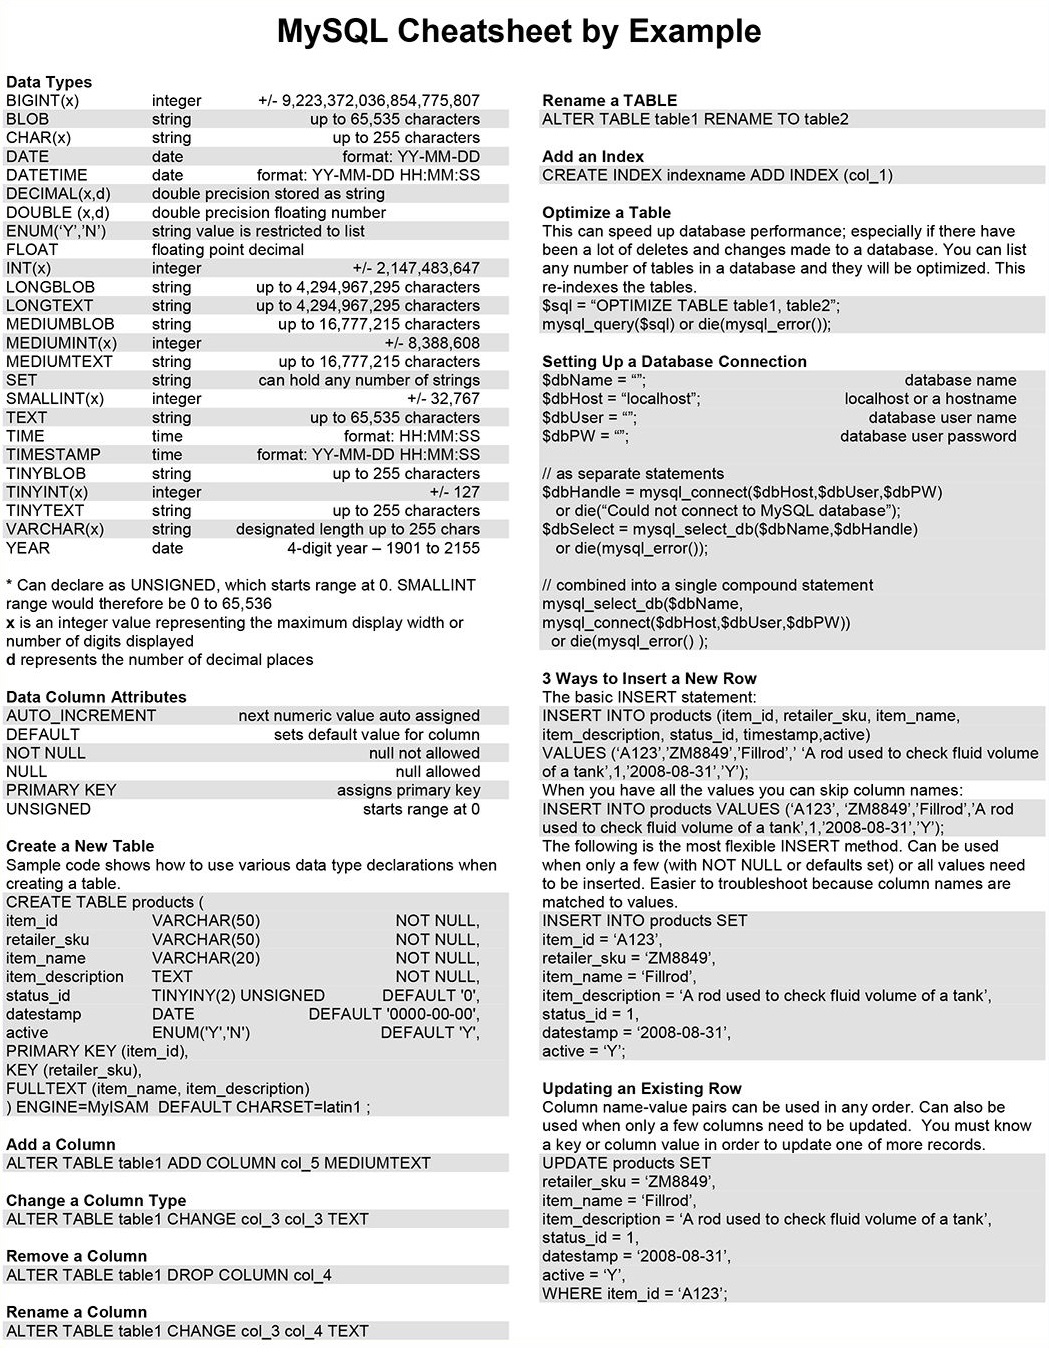 MySQL Cheatsheet by Example
Data Types
BIGINT(x) integer +/- 9,223,372,036,854,775,807
BLOB string up to 65,535 characters
CHAR(x) string up to 255 characters
DATE date format: YY-MM-DD
DATETIME date format: YY-MM-DD HH:MM:SS
DECIMAL(x,d) double precision stored as string
DOUBLE (x,d) double precision floating number
ENUM(‘Y’,’N’) string value is restricted to list
FLOAT floating point decimal
INT(x) integer +/- 2,147,483,647
LONGBLOB string up to 4,294,967,295 characters
LONGTEXT string up to 4,294,967,295 characters
MEDIUMBLOB string up to 16,777,215 characters
MEDIUMINT(x) integer +/- 8,388,608
MEDIUMTEXT string up to 16,777,215 characters
SET string can hold any number of strings
SMALLINT(x) integer +/- 32,767
TEXT string up to 65,535 characters
TIME time format: HH:MM:SS
TIMESTAMP time format: YY-MM-DD HH:MM:SS
TINYBLOB string up to 255 characters
TINYINT(x) integer +/- 127
TINYTEXT string up to 255 characters
VARCHAR(x) string designated length up to 255 chars
YEAR date 4-digit year – 1901 to 2155
* Can declare as UNSIGNED, which starts range at 0. SMALLINT
range would therefore be 0 to 65,536
x is an integer value representing the maximum display width or
number of digits displayed
d represents the number of decimal places
Data Column Attributes
AUTO_INCREMENT next numeric value auto assigned
DEFAULT sets default value for column
NOT NULL null not allowed
NULL null allowed
PRIMARY KEY assigns primary key
UNSIGNED starts range at 0
Create a New Table
Sample code shows how to use various data type declarations when
creating a table.
CREATE TABLE products (
item_id VARCHAR(50) NOT NULL,
retailer_sku VARCHAR(50) NOT NULL,
item_name VARCHAR(20) NOT NULL,
item_description TEXT NOT NULL,
status_id TINYINY(2) UNSIGNED DEFAULT '0',
datestamp DATE DEFAULT '0000-00-00',
active ENUM('Y','N') DEFAULT 'Y',
PRIMARY KEY (item_id),
KEY (retailer_sku),
FULLTEXT (item_name, item_description)
) ENGINE=MyISAM DEFAULT CHARSET=latin1 ;
Add a Column
ALTER TABLE table1 ADD COLUMN col_5 MEDIUMTEXT
Change a Column Type
ALTER TABLE table1 CHANGE col_3 col_3 TEXT
Remove a Column
ALTER TABLE table1 DROP COLUMN col_4
Rename a Column
ALTER TABLE table1 CHANGE col_3 col_4 TEXT
Rename a TABLE
ALTER TABLE table1 RENAME TO table2
Add an Index
CREATE INDEX indexname ADD INDEX (col_1)
Optimize a Table
This can speed up database performance; especially if there have
been a lot of deletes and changes made to a database. You can list
any number of tables in a database and they will be optimized. This
re-indexes the tables.
$sql = “OPTIMIZE TABLE table1, table2”;
mysql_query($sql) or die(mysql_error());
Setting Up a Database Connection
$dbName = “”; database name
$dbHost = “localhost”; localhost or a hostname
$dbUser = “”; database user name
$dbPW = “”; database user password
// as separate statements
$dbHandle = mysql_connect($dbHost,$dbUser,$dbPW)
or die(“Could not connect to MySQL database”);
$dbSelect = mysql_select_db($dbName,$dbHandle)
or die(mysql_error());
// combined into a single compound statement
mysql_select_db($dbName,
mysql_connect($dbHost,$dbUser,$dbPW))
or die(mysql_error() );
3 Ways to Insert a New Row
The basic INSERT statement:
INSERT INTO products (item_id, retailer_sku, item_name,
item_description, status_id, timestamp,active)
VALUES (‘A123’,’ZM8849’,’Fillrod’,’ ‘A rod used to check fluid volume
of a tank’,1,’2008-08-31’,’Y’);
When you have all the values you can skip column names:
INSERT INTO products VALUES (‘A123’, ‘ZM8849’,’Fillrod’,’A rod
used to check fluid volume of a tank’,1,’2008-08-31’,’Y’);
The following is the most flexible INSERT method. Can be used
when only a few (with NOT NULL or defaults set) or all values need
to be inserted. Easier to troubleshoot because column names are
matched to values.
INSERT INTO products SET
item_id = ‘A123’,
retailer_sku = ‘ZM8849’,
item_name = ‘Fillrod’,
item_description = ‘A rod used to check fluid volume of a tank’,
status_id = 1,
datestamp = ‘2008-08-31’,
active = ‘Y’;
Updating an Existing Row
Column name-value pairs can be used in any order. Can also be
used when only a few columns need to be updated. You must know
a key or column value in order to update one of more records.
UPDATE products SET
retailer_sku = ‘ZM8849’,
item_name = ‘Fillrod’,
item_description = ‘A rod used to check fluid volume of a tank’,
status_id = 1,
datestamp = ‘2008-08-31’,
active = ‘Y’,
WHERE item_id = ‘A123’;